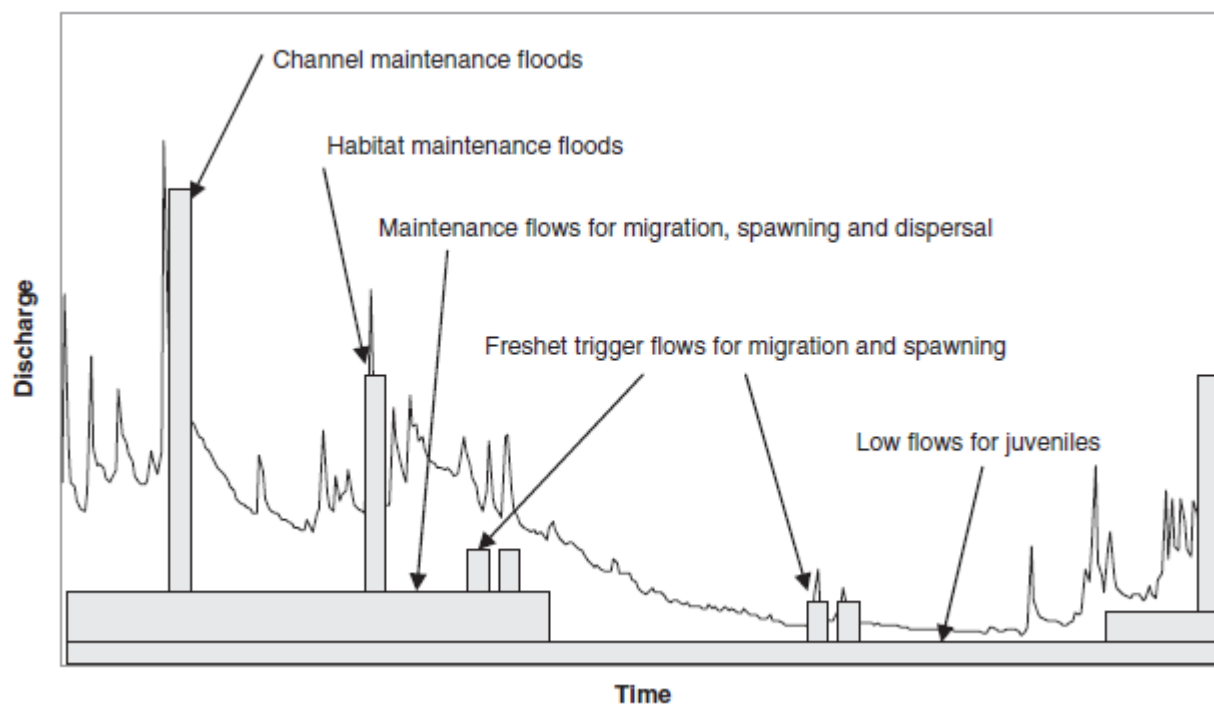 Channel maintenance floods
Habitat maintenance floods
Maintenance flows for migration, spawning and dispersal
Discharge
Freshet trigger flows for migration and spawning
Low flows for juveniles
Time